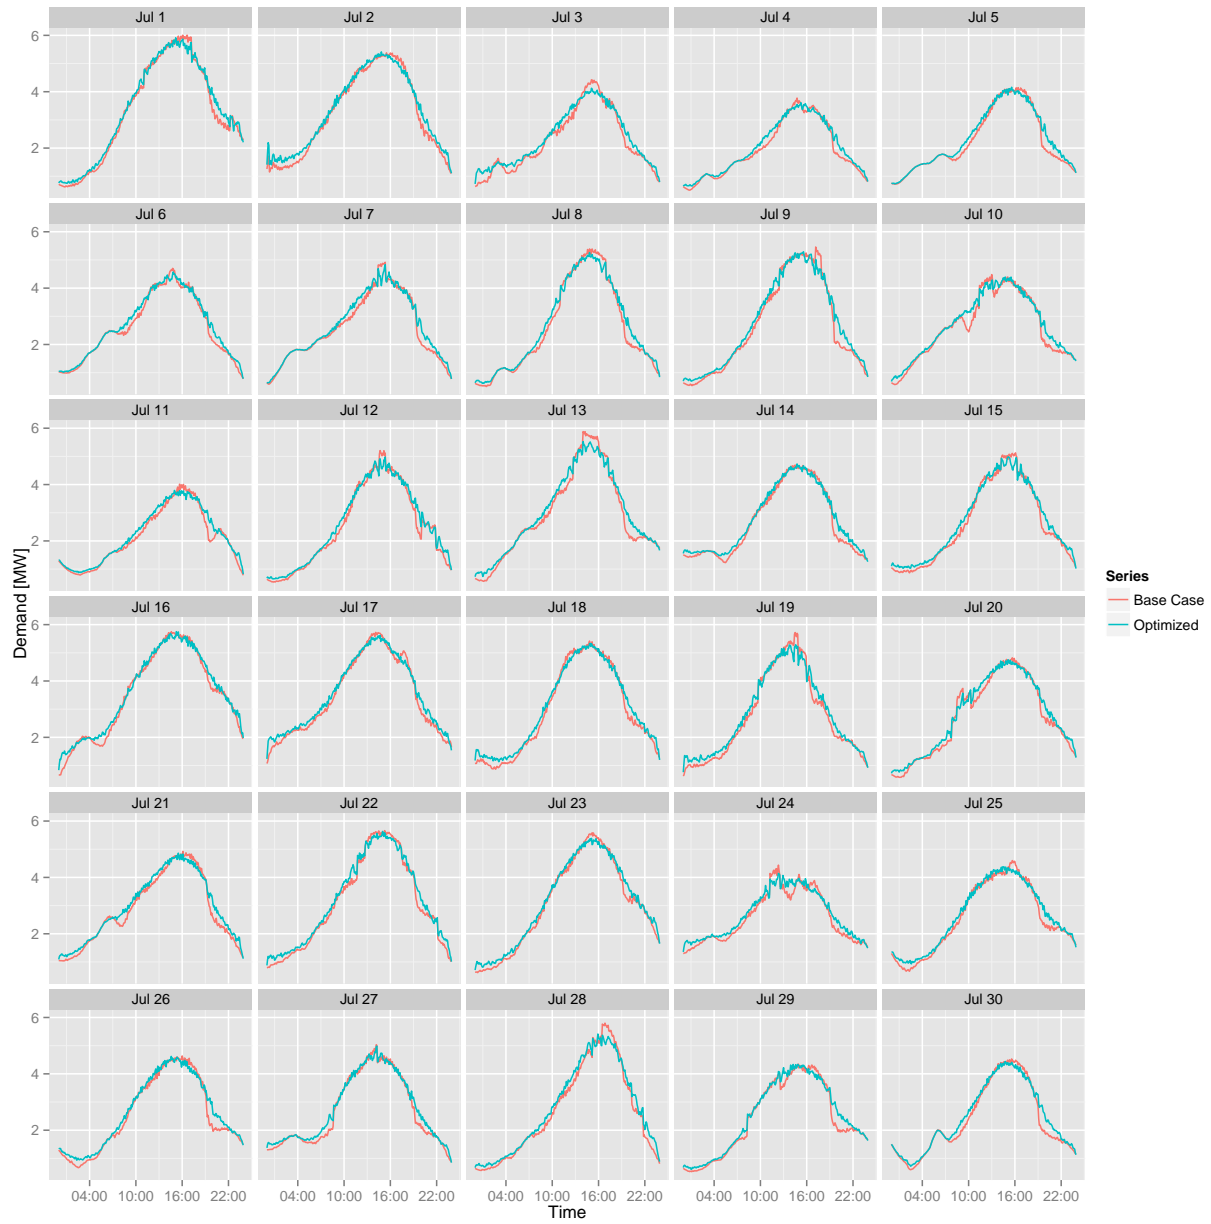 Jul 1
Jul 2
Jul 3
Jul 4
Jul 5
6
4
2
Jul 6
Jul 7
Jul 8
Jul 9
Jul 10
6
4
2
Jul 11
Jul 12
Jul 13
Jul 14
Jul 15
6
4
2
Jul 16
Jul 17
Jul 18
Jul 19
Jul 20
6
4
2
Jul 21
Jul 22
Jul 23
Jul 24
Jul 25
6
4
2
Jul 26
Jul 27
Jul 28
Jul 29
Jul 30
6
4
2
04:00 10:00 16:00 22:00
04:00 10:00 16:00 22:00
04:00 10:00 16:00 22:00
04:00 10:00 16:00 22:00
04:00 10:00 16:00 22:00
Time
Demand [MW]
Series
Base Case
Optimized